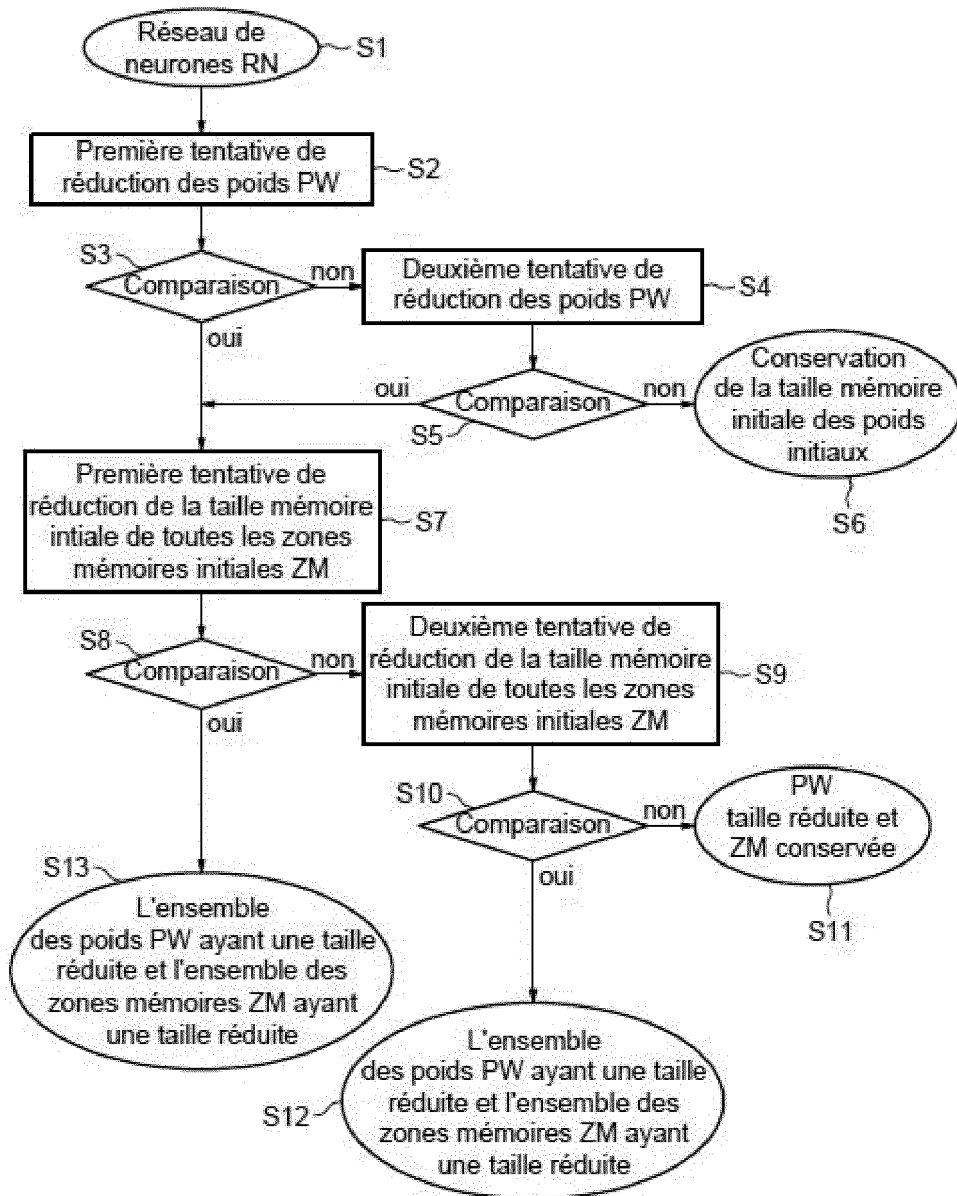 Réseau de
neurones RN
S1
Première tentative de
réduction des poids PW
S2
S3
Comparaison
non
oui
Deuxième tentative de
réduction des poids PW
S4
oui
Comparaison
non
S5
Conservation
de la taille mémoire
initiale des poids
initiaux
S6
Première tentative de
réduction de la taille mémoire
intiale de toutes les zones
mémoires initiales ZM
S7
S8
Comparaison
non
oui
Deuxième tentative de
réduction de la taille mémoire
initiale de toutes les zones
mémoires initiales ZM
S9
S10
Comparaison
non
oui
PW
taille réduite et
ZM conservée
S11
S13
L'ensemble
des poids PW ayant une taille
réduite et l'ensemble des
zones mémoires ZM ayant
une taille réduite
L'ensemble
des poids PW ayant une taille
réduite et l'ensemble des
zones mémoires ZM ayant
une taille réduite
S12